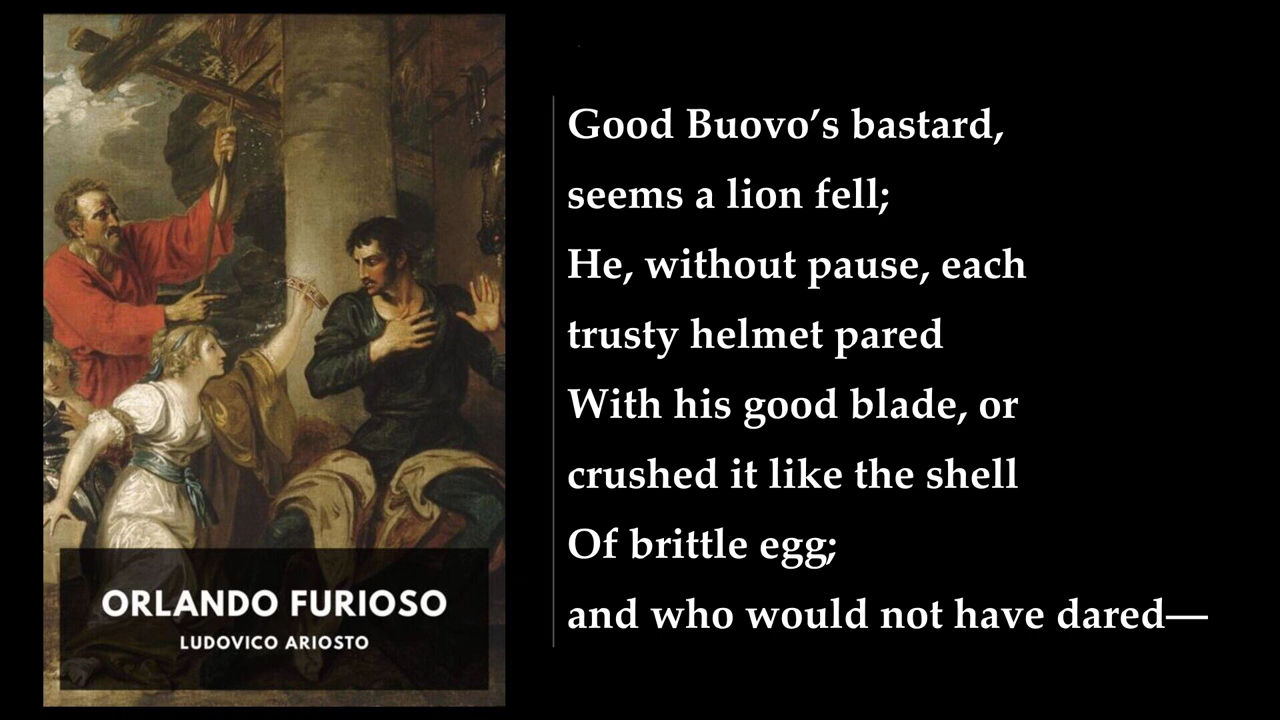 ORLANDO FURIOSO
LUDOVICO ARIOSTO
Good Buovo’s bastard,
seems a lion fell;
He, without pause, each
trusty helmet pared
With his good blade, or
crushed it like the shell
Of brittle egg;
and who would not have dared—